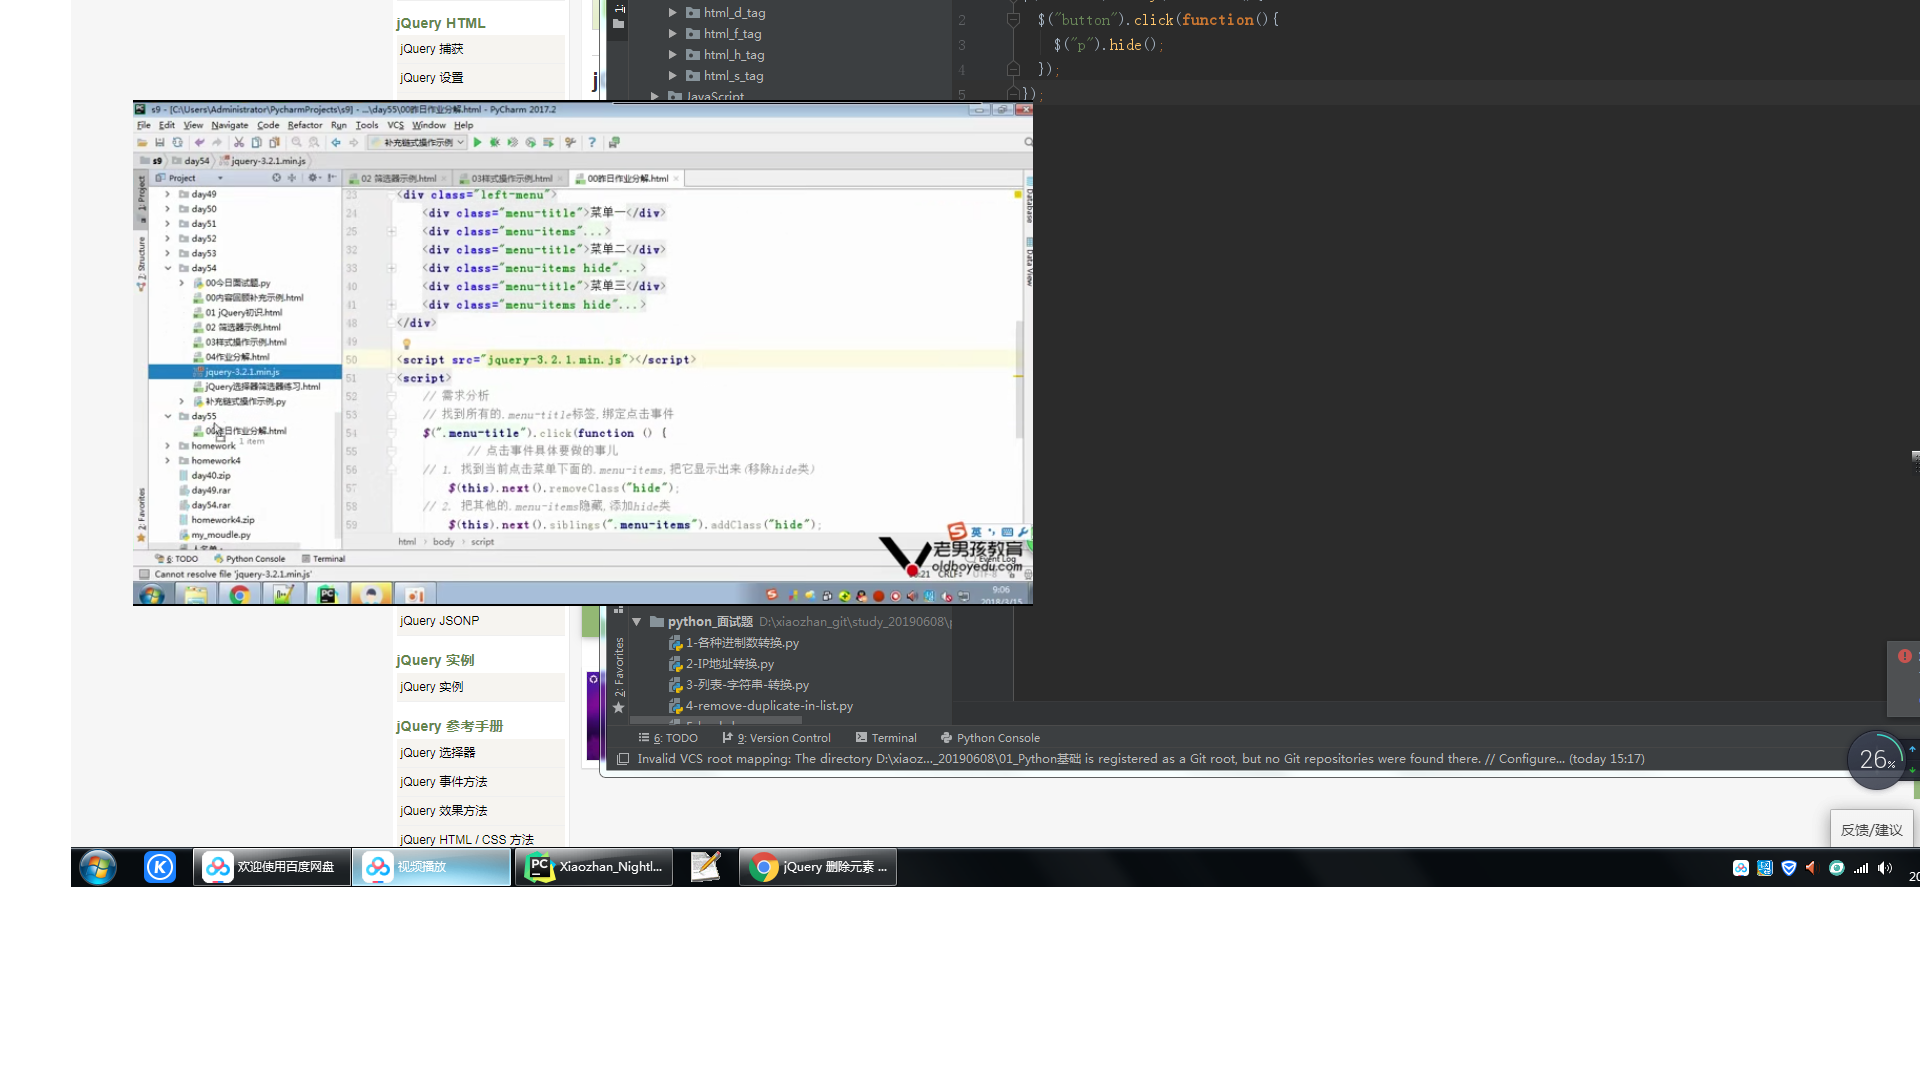 jQuery HTML
jQuery 捕获
jQuery 设置
html_d_tag
html_f_tag
html_h_tag
html_s_tag
JavaScript
2 $("button").click(function(){
3 $("p").hide();
4 });
5 });
s9 - [C:\Users\Administrator\PycharmProjects\s9] - ...\day55\00昨日作业分解.html - PyCharm 2017.2
File Edit View Navigate Code Refactor Run Tools VCS Window Help
补充链式操作示例
s9 day54 jquery-3.2.1.min.js
Project
02 筛选器示例.html 03样式操作示例.html 00昨日作业分解.html
1: Project
2: Structure
2: Favorites
Database
Data View
day49
day50
day51
day52
day53
day54
00今日面试题.py
00内容回顾补充示例.html
01 jQuery初识.html
02 筛选器示例.html
03样式操作示例.html
04作业分解.html
jquery-3.2.1.min.js
jQuery选择器筛选器练习.html
补充链式操作示例.py
day55
00昨日作业分解.html
1 item
homework
homework4
day40.zip
day49.rar
day54.rar
homework4.zip
my_moudle.py
23 <div class="left-menu">
24 <div class="menu-title">菜单一</div>
25 <div class="menu-items"...>
32 <div class="menu-title">菜单二</div>
33 <div class="menu-items hide"...>
40 <div class="menu-title">菜单三</div>
41 <div class="menu-items hide"...>
48 </div>
49
50 <script src="jquery-3.2.1.min.js"></script>
51 <script>
52 // 需求分析
53 // 找到所有的.menu-title标签,绑定点击事件
54 $(".menu-title").click(function () {
55 // 点击事件具体要做的事儿
56 // 1. 找到当前点击菜单下面的.menu-items,把它显示出来(移除hide类)
57 $(this).next().removeClass("hide");
58 // 2. 把其他的.menu-items隐藏,添加hide类
59 $(this).next().siblings(".menu-items").addClass("hide");
html body script
英
老男孩教育
oldboyedu.com
6: TODO Python Console Terminal
Event Log
Cannot resolve file 'jquery-3.2.1.min.js'
CRLF: UTF-8
9:06
2018/3/15
jQuery JSONP
jQuery 实例
jQuery 实例
jQuery 参考手册
jQuery 选择器
jQuery 事件方法
jQuery 效果方法
jQuery HTML / CSS 方法
2: Favorites
python_面试题 D:\xiaozhan_git\study_20190608\
1-各种进制数转换.py
2-IP地址转换.py
3-列表-字符串-转换.py
4-remove-duplicate-in-list.py
6: TODO 9: Version Control Terminal Python Console
Invalid VCS root mapping: The directory D:\xiaoz..._20190608\01_Python基础 is registered as a Git root, but no Git repositories were found there. // Configure... (today 15:17)
26%
反馈/建议
欢迎使用百度网盘 视频播放 Xiaozhan_Nightl... jQuery 删除元素 ...